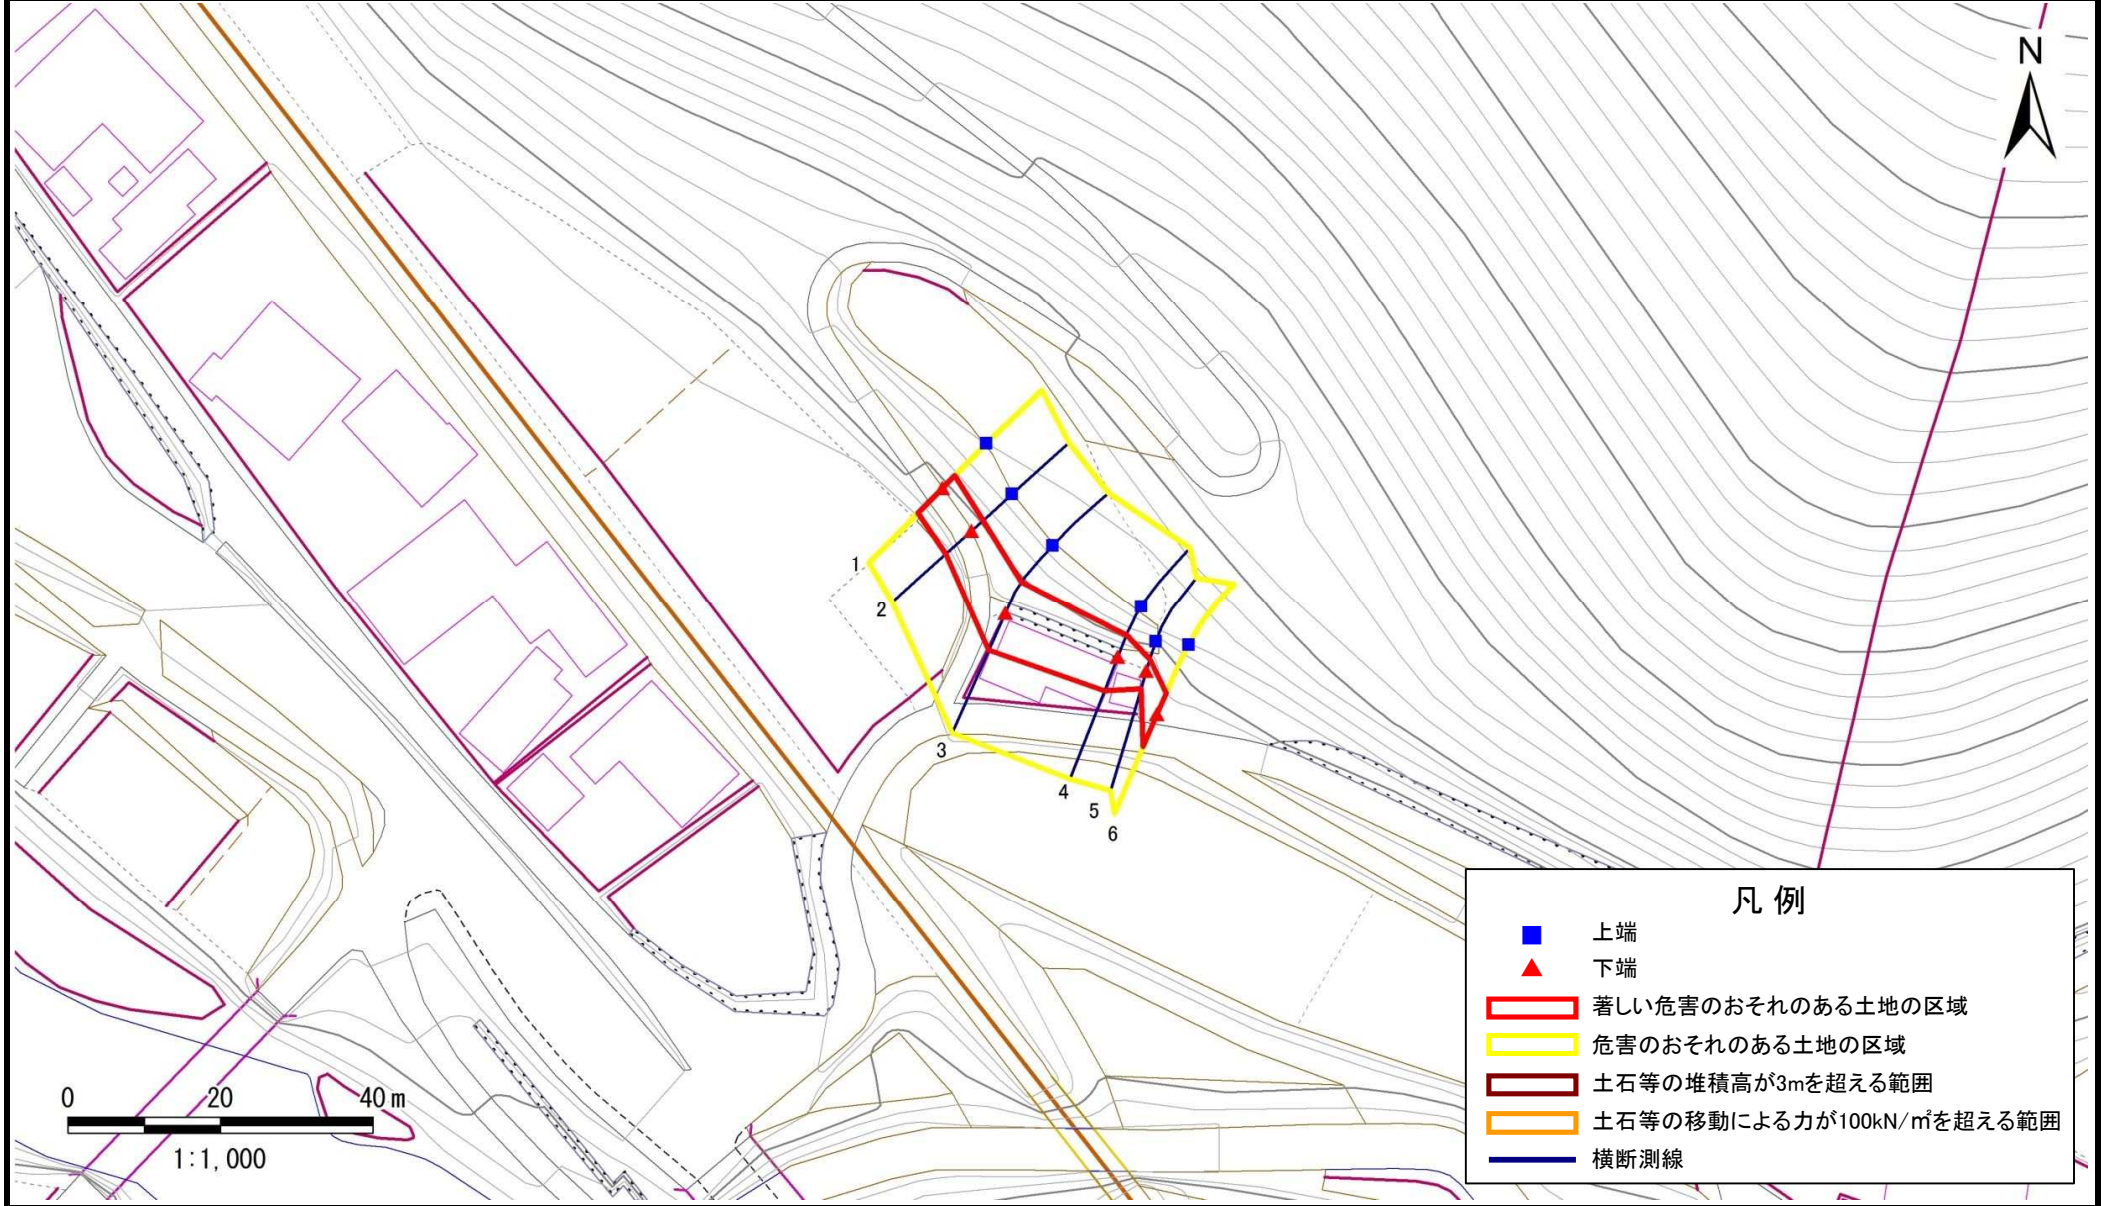 N
1
2
3
4
5
6
0 20 40 m
1:1,000
凡 例
上端
下端
著しい危害のおそれのある土地の区域
危害のおそれのある土地の区域
土石等の堆積高が3mを超える範囲
土石等の移動による力が100kN/㎡を超える範囲
横断測線